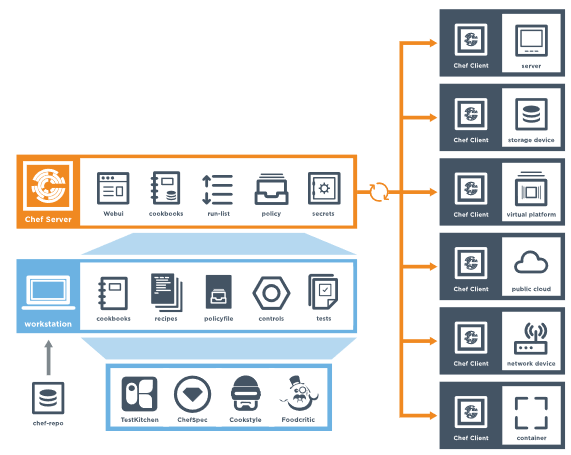 Chef Server
Webui
cookbooks
run-list
policy
secrets
workstation
cookbooks
recipes
policyfile
controls
tests
chef-repo
TestKitchen
ChefSpec
Cookstyle
Foodcritic
Chef Client
server
Chef Client
storage device
Chef Client
virtual platform
Chef Client
public cloud
Chef Client
network device
Chef Client
container